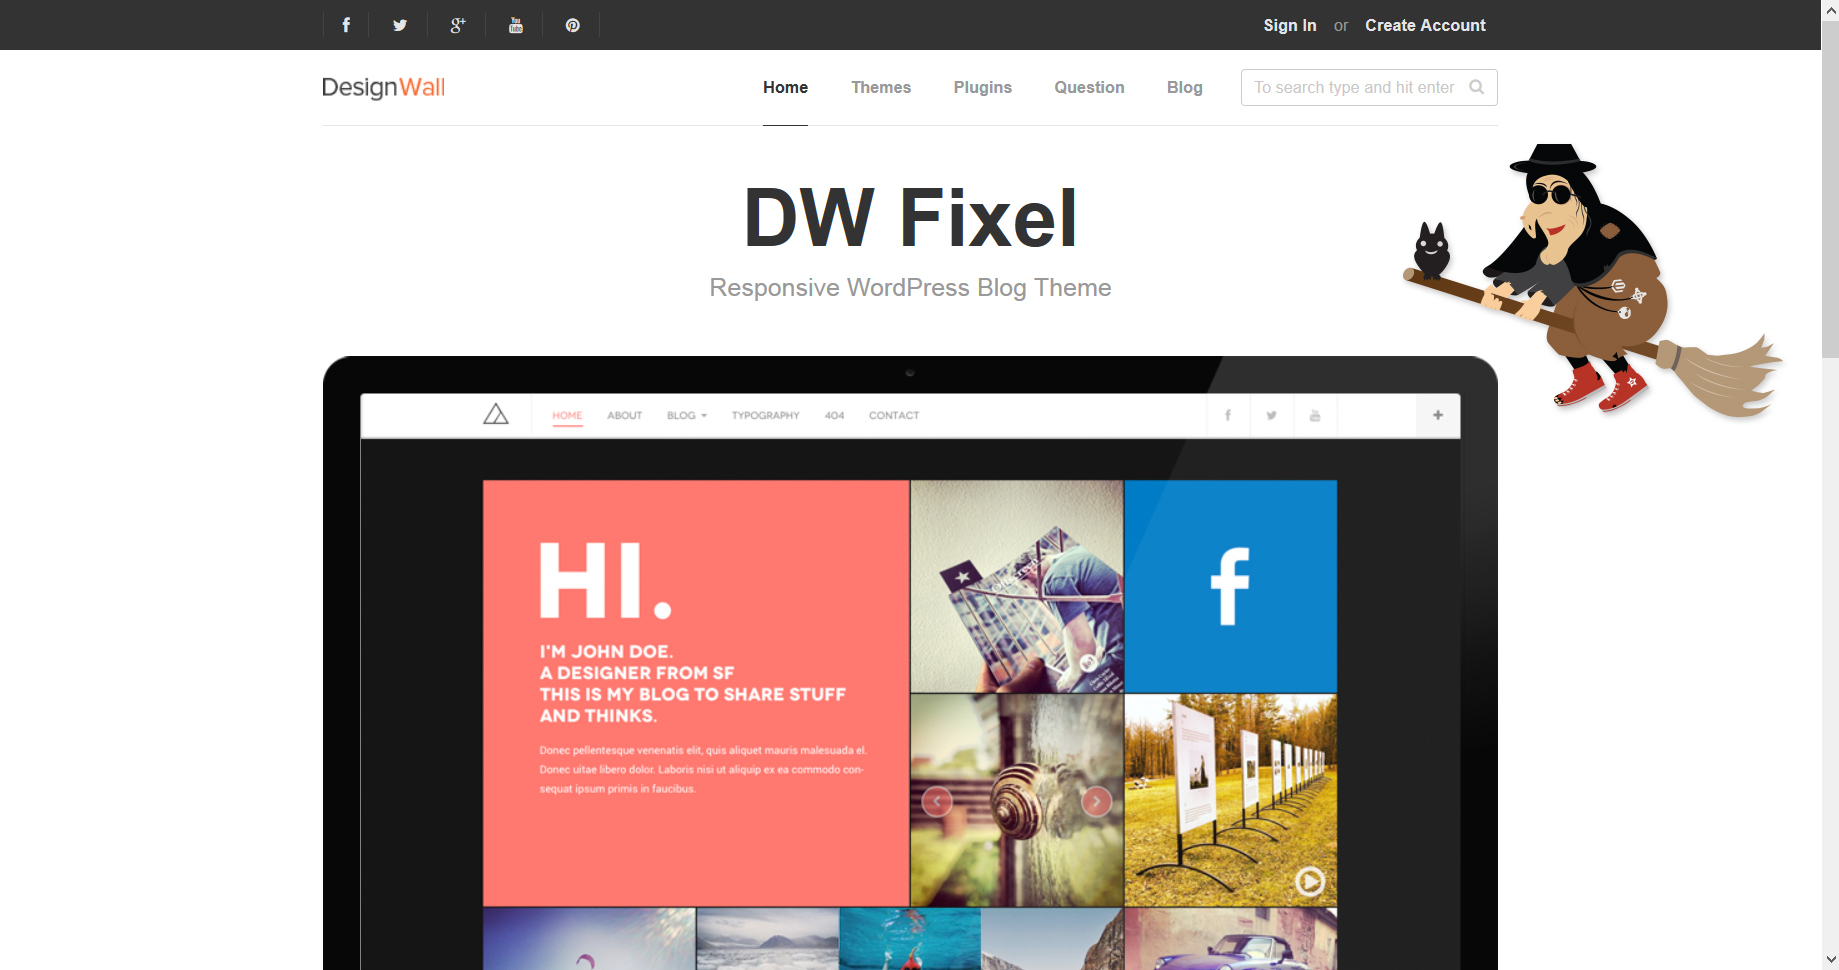 Sign In or Create Account
DesignWall
Home Themes Plugins Question Blog To search type and hit enter
DW Fixel
Responsive WordPress Blog Theme
HOME ABOUT BLOG TYPOGRAPHY 404 CONTACT
HI.
I'M JOHN DOE.
A DESIGNER FROM SF
THIS IS MY BLOG TO SHARE STUFF
AND THINKS.
Donec pellentesque venenatis elit, quis aliquet mauris malesuada el.
Donec uitae libero dolor. Laboris nisi ut aliquip ex ea commodo con-
sequat ipsum primis in faucibus.